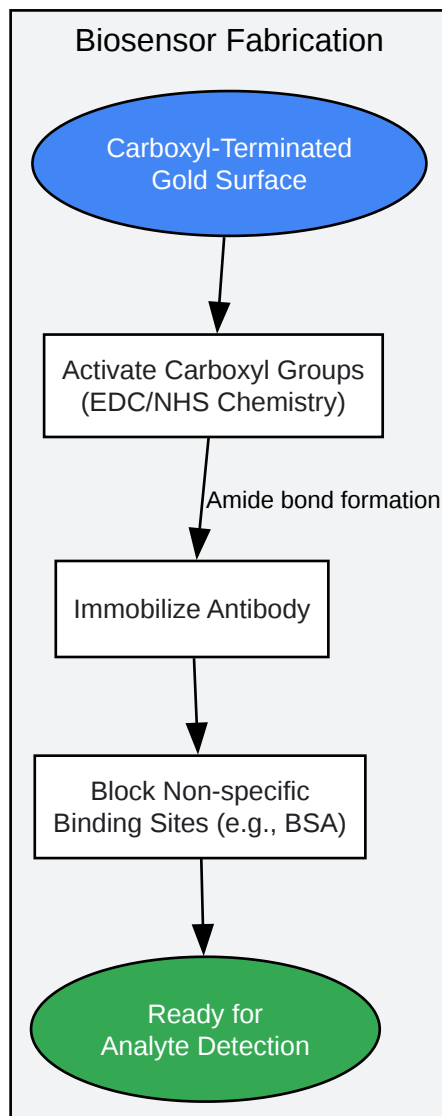 Biosensor Fabrication
Carboxyl-Terminated
Gold Surface
Activate Carboxyl Groups
(EDC/NHS Chemistry)
Amide bond formation
Immobilize Antibody
Block Non-specific
Binding Sites (e.g., BSA)
Ready for
Analyte Detection